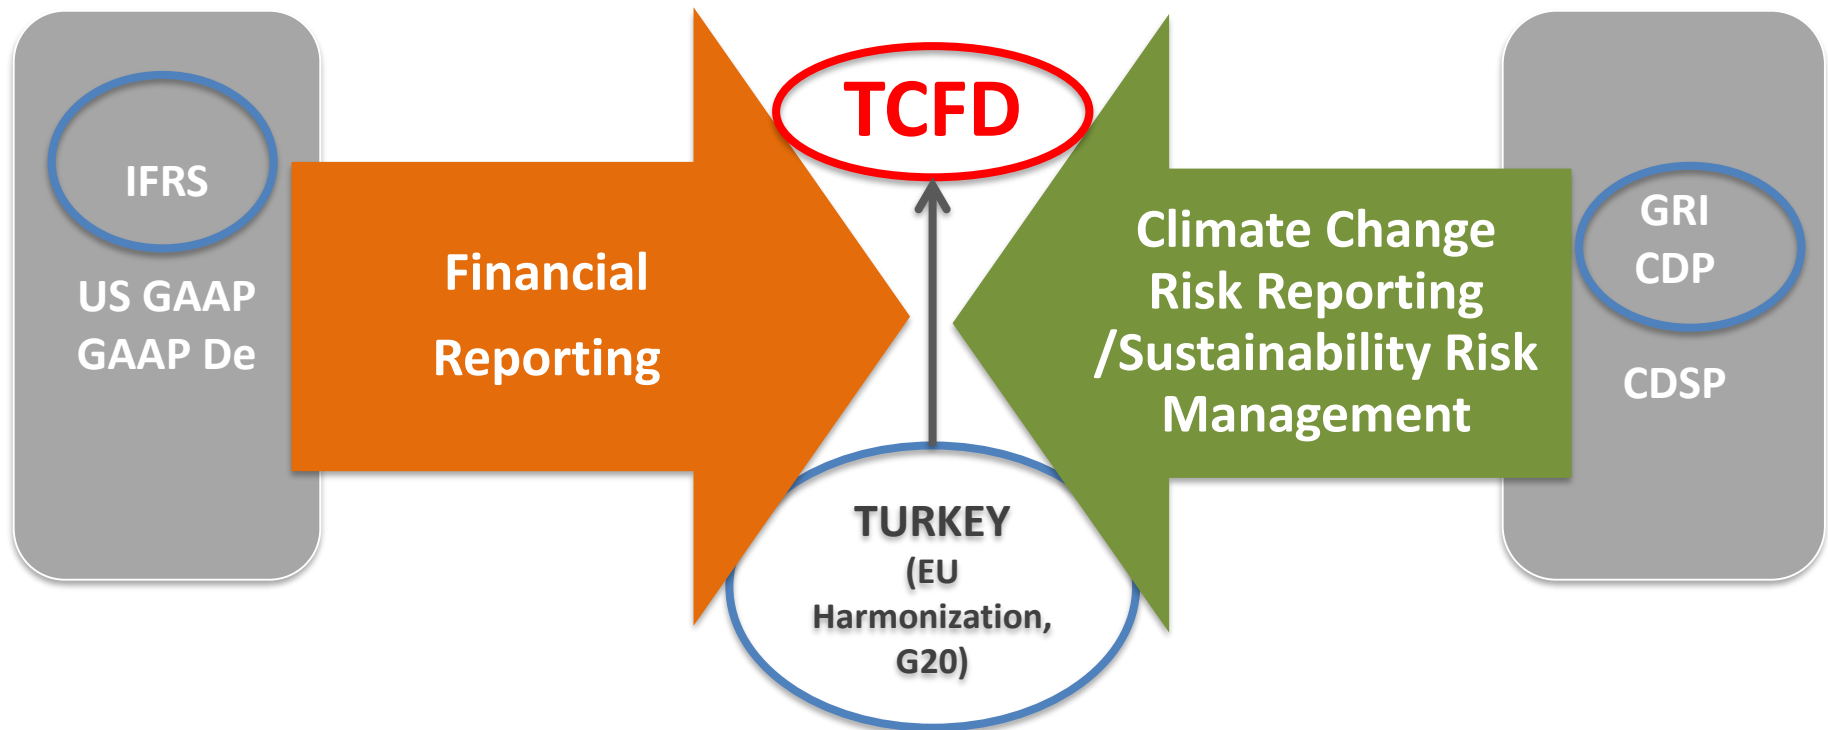 IFRS
US GAAP
GAAP De
Financial
Reporting
TCFD
TURKEY
(EU
Harmonization,
G20)
Climate Change
Risk Reporting
/Sustainability Risk
Management
GRI
CDP
CDSP